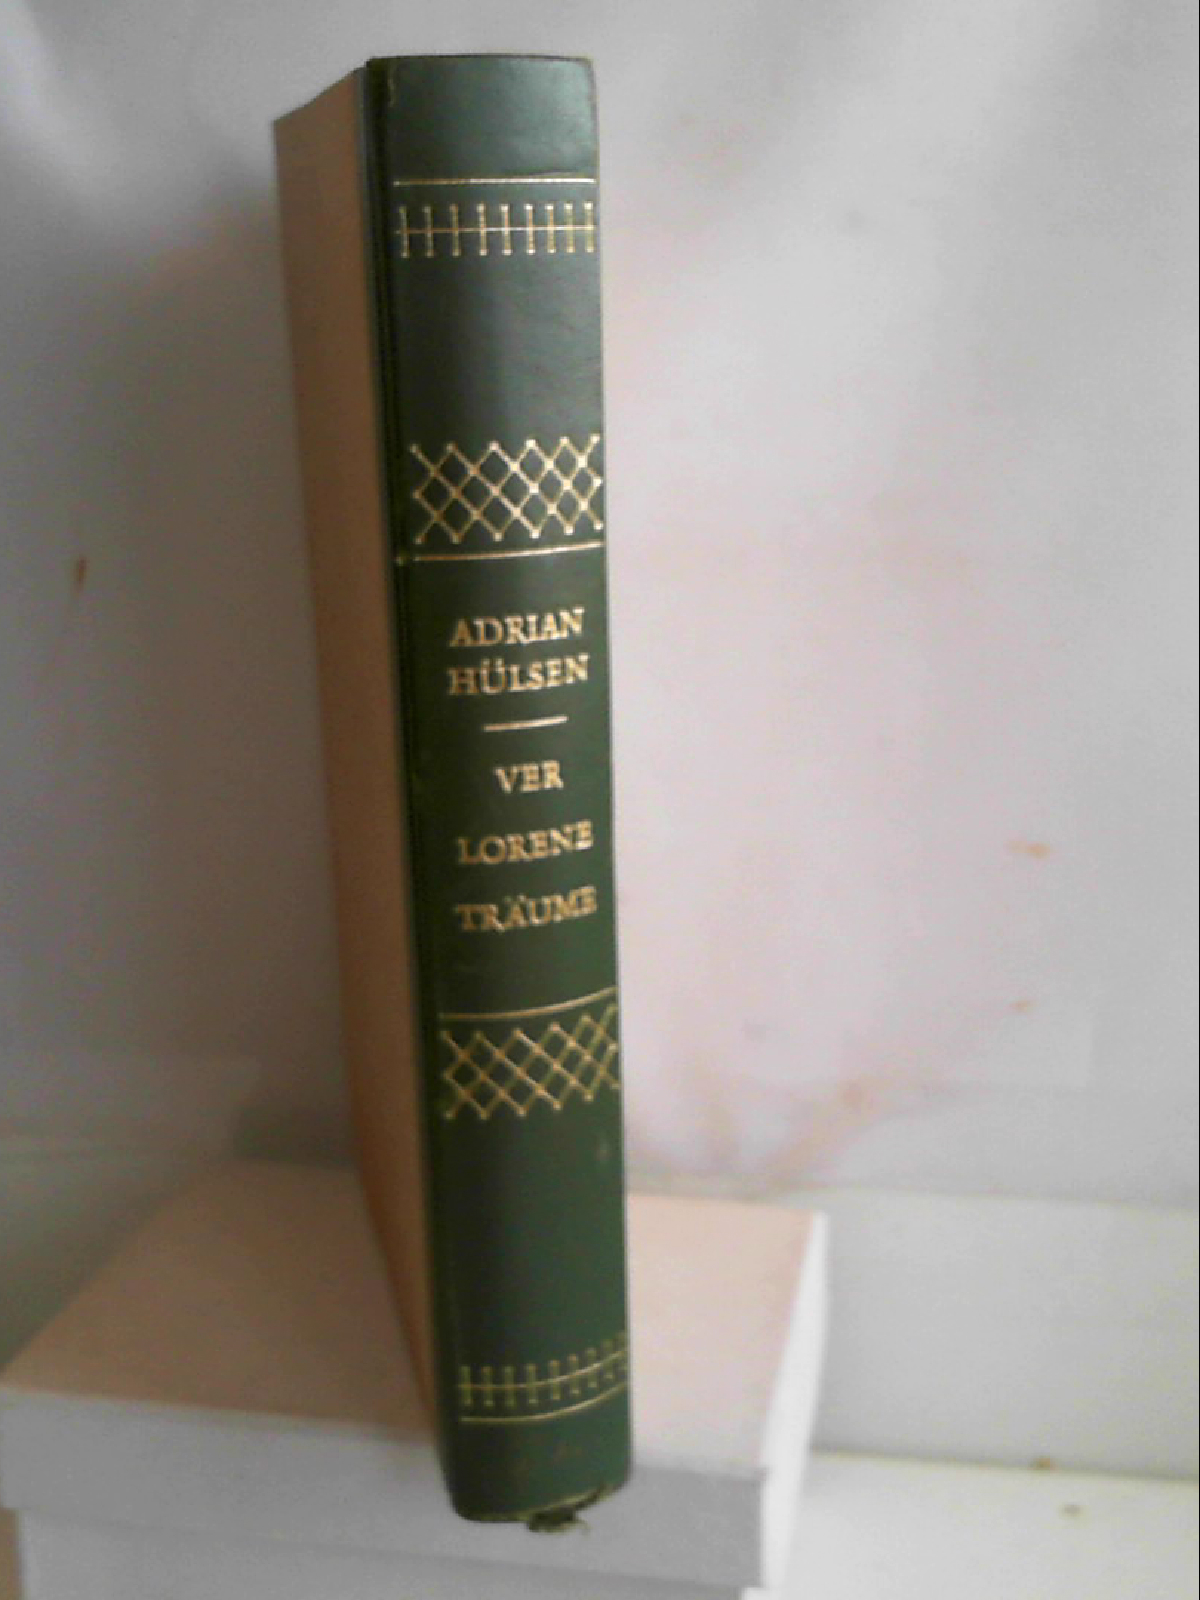 ADRIAN
HÜLSEN
VER
LORENE
TRÄUME